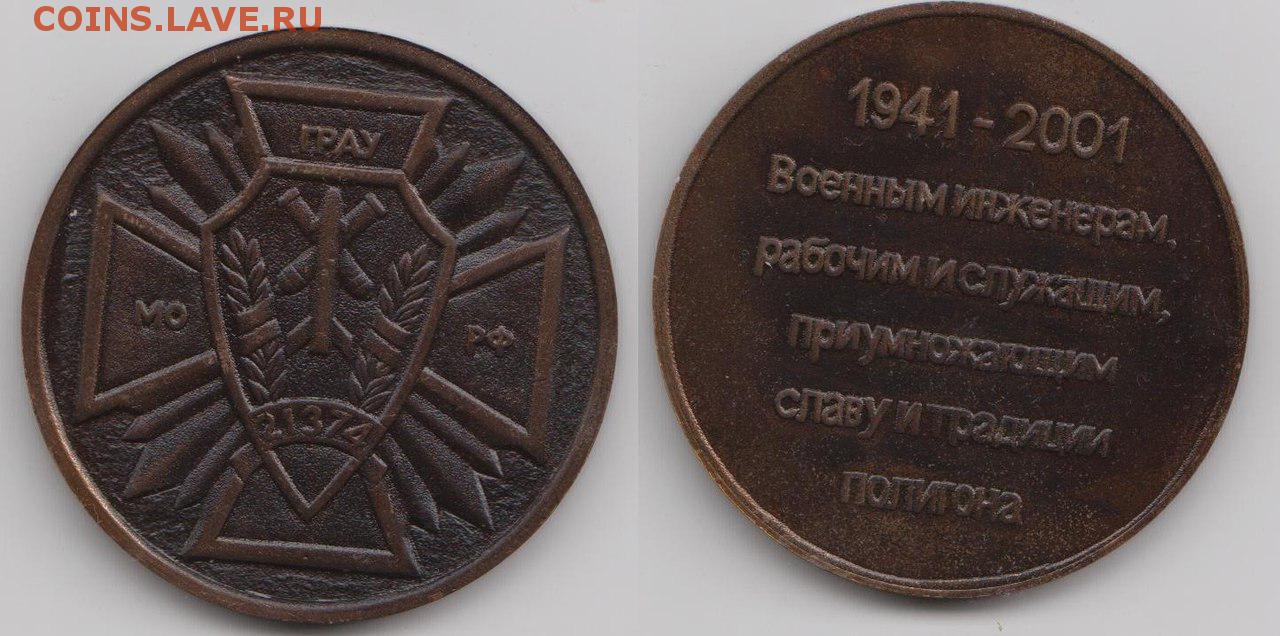 COINS.LAVE.RU
ГРАУ
МО
РФ
21374
1941 - 2001
Военным инженерам,
рабочим и служащим,
приумножающим
славу и традиции
полигона